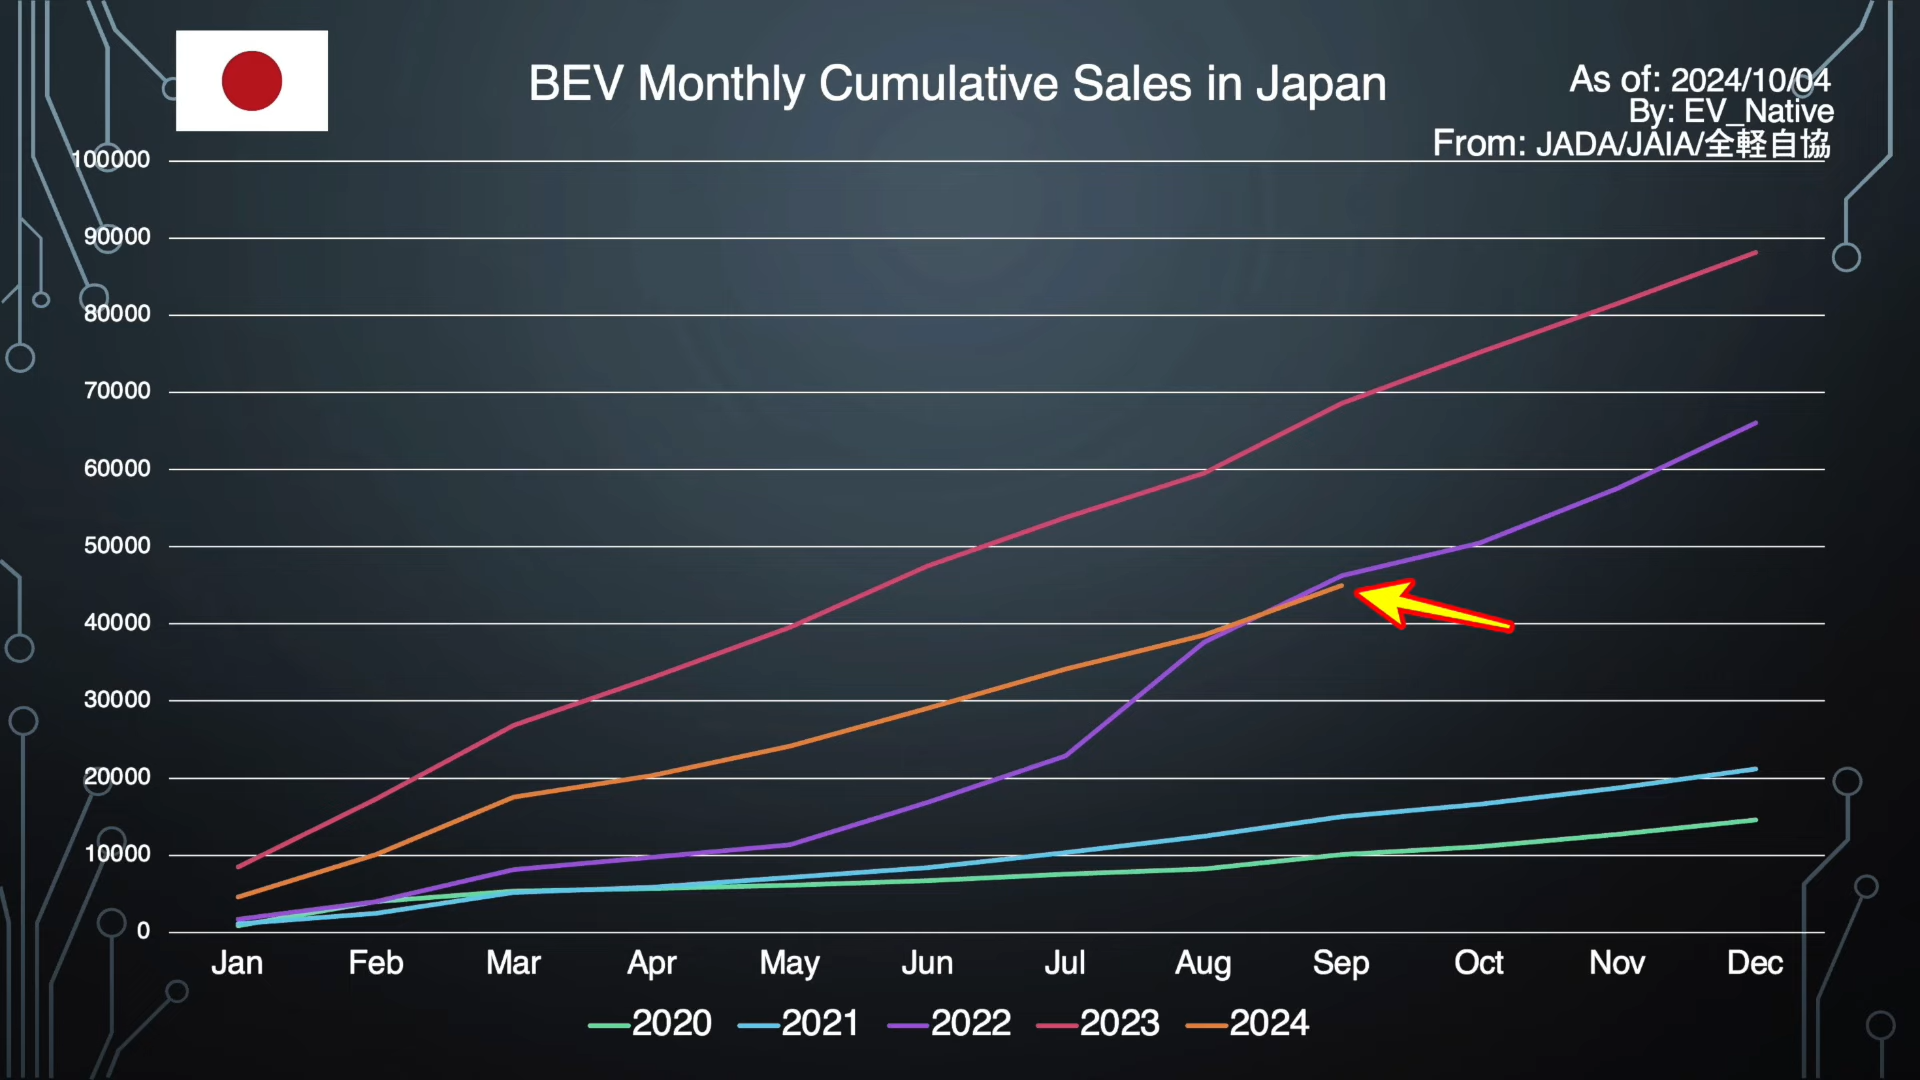 BEV Monthly Cumulative Sales in Japan
As of: 2024/10/04
By: EV_Native
From: JADA/JAIA/全軽自協
100000
90000
80000
70000
60000
50000
40000
30000
20000
10000
0
Jan Feb Mar Apr May Jun Jul Aug Sep Oct Nov Dec
2020 2021 2022 2023 2024